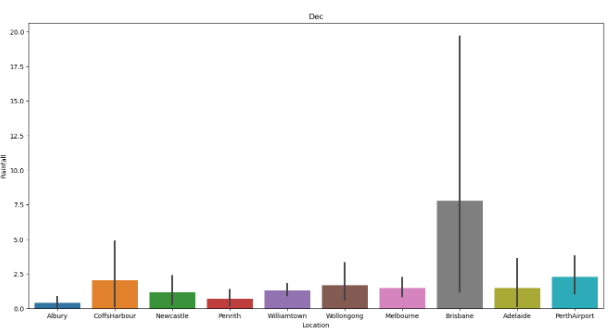 Dec
20.0
17.5
15.0
12.5
10.0
7.5
5.0
2.5
0.0
Rainfall
Albury CoffsHarbour Newcastle Penrith Williamtown Wollongong Melbourne Brisbane Adelaide PerthAirport
Location